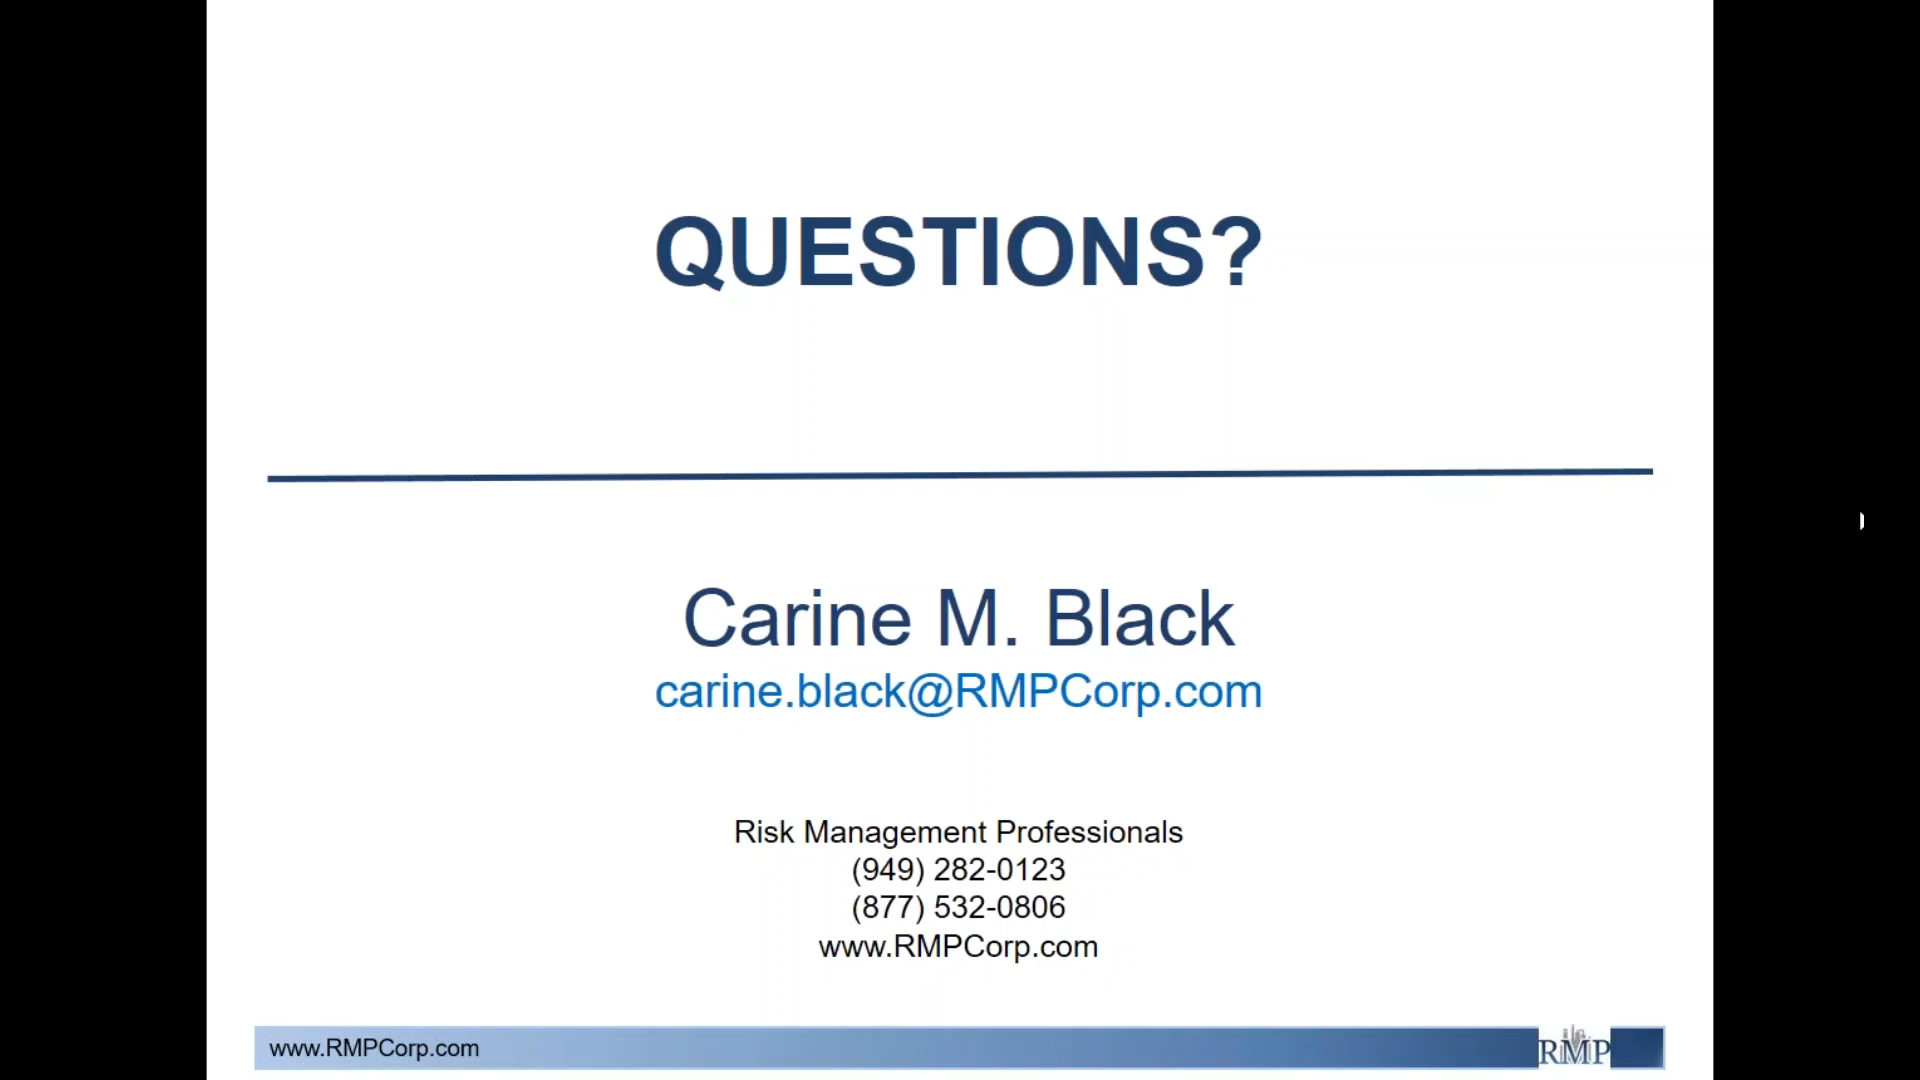 QUESTIONS?
Carine M. Black
carine.black@RMPCorp.com
Risk Management Professionals
(949) 282-0123
(877) 532-0806
www.RMPCorp.com
www.RMPCorp.com
RMP